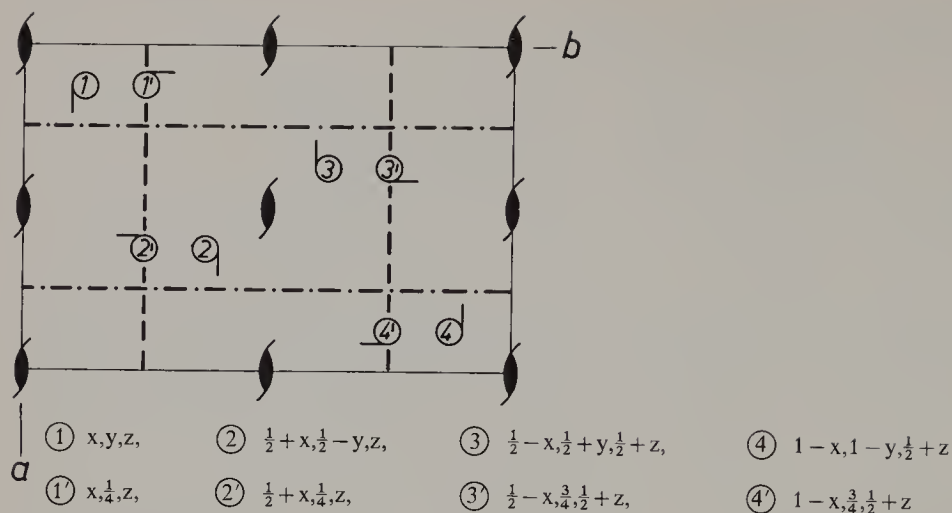 b
1 1'
3 3'
2' 2
4' 4
a
① x,y,z, ② ½+x,½−y,z, ③ ½−x,½+y,½+z, ④ 1−x,1−y,½+z
①' x,¼,z, ②' ½+x,¼,z, ③' ½−x,¾,½+z, ④' 1−x,¾,½+z